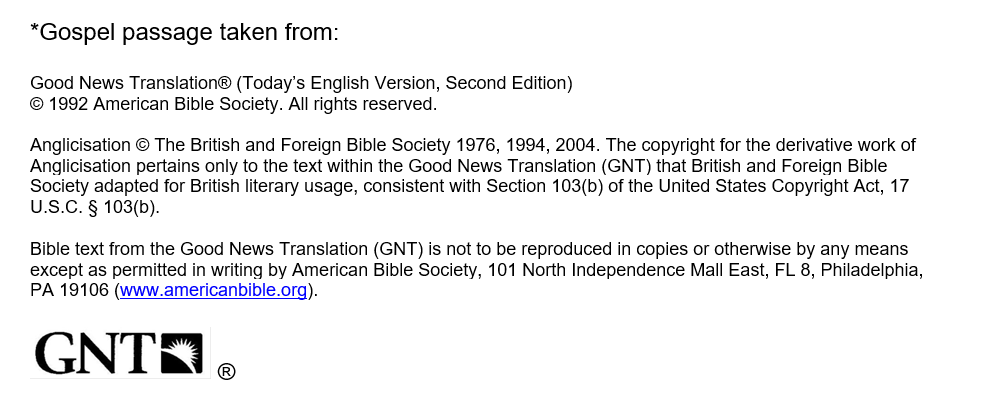 *Gospel passage taken from:
Good News Translation® (Today’s English Version, Second Edition)
© 1992 American Bible Society. All rights reserved.
Anglicisation © The British and Foreign Bible Society 1976, 1994, 2004. The copyright for the derivative work of
Anglicisation pertains only to the text within the Good News Translation (GNT) that British and Foreign Bible
Society adapted for British literary usage, consistent with Section 103(b) of the United States Copyright Act, 17
U.S.C. § 103(b).
Bible text from the Good News Translation (GNT) is not to be reproduced in copies or otherwise by any means
except as permitted in writing by American Bible Society, 101 North Independence Mall East, FL 8, Philadelphia,
PA 19106 (www.americanbible.org).
GNT ®